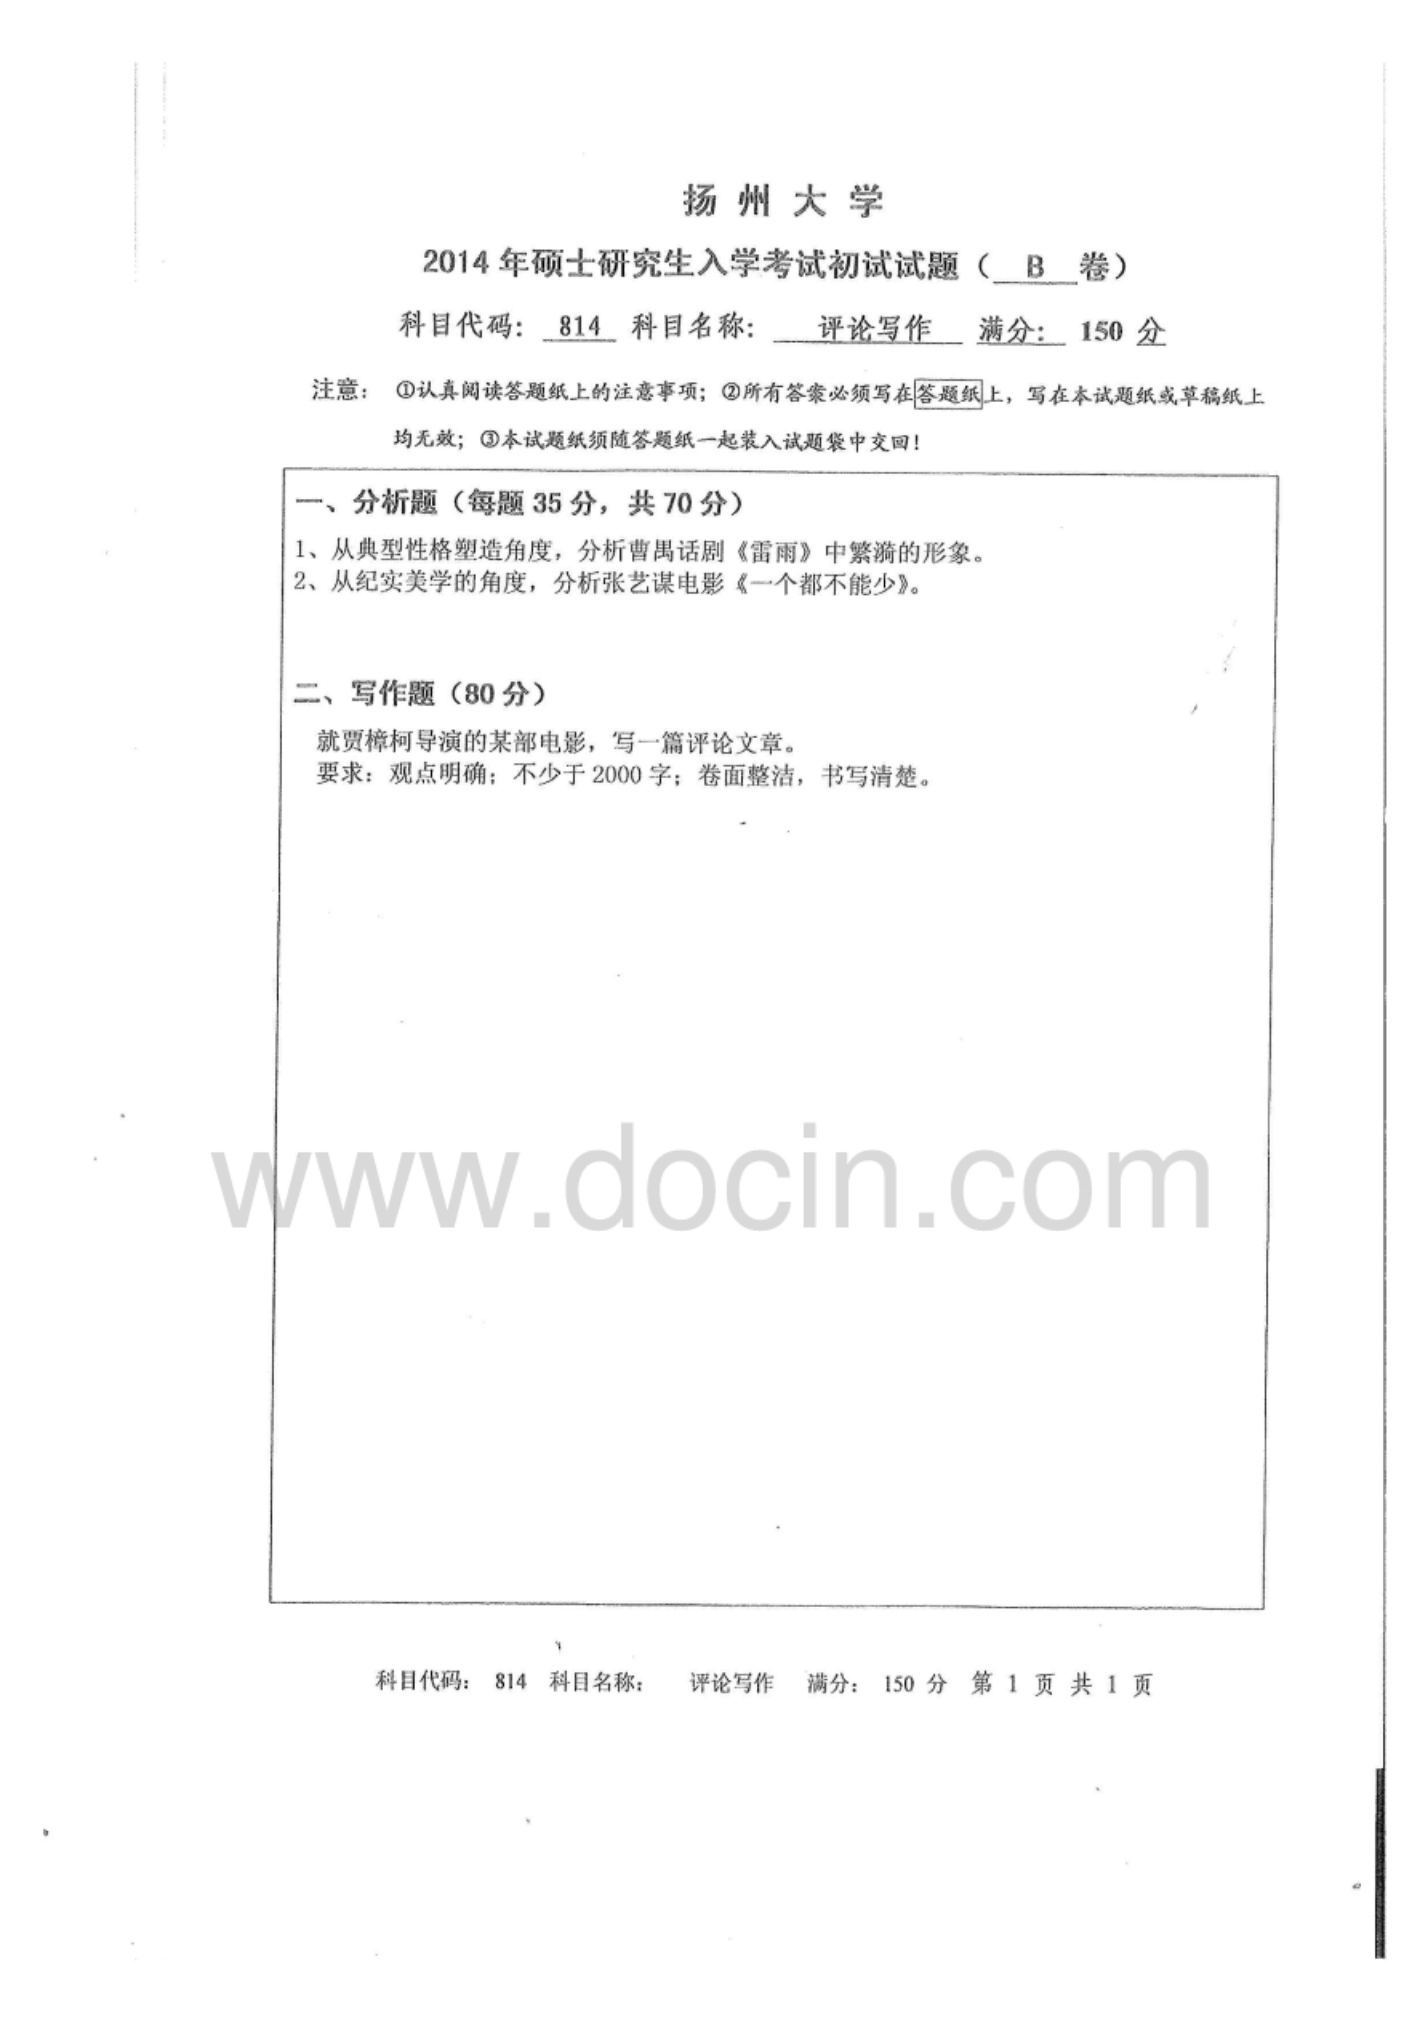 扬州大学
2014年硕士研究生入学考试初试试题（ B 卷）
科目代码： 814 科目名称： 评论写作 满分： 150 分
注意： ①认真阅读答题纸上的注意事项；②所有答案必须写在答题纸上，写在本试题纸或草稿纸上
均无效；③本试题纸须随答题纸一起装入试题袋中交回！
一、分析题（每题 35 分，共 70 分）
1、从典型性格塑造角度，分析曹禺话剧《雷雨》中繁漪的形象。
2、从纪实美学的角度，分析张艺谋电影《一个都不能少》。
二、写作题（80 分）
就贾樟柯导演的某部电影，写一篇评论文章。
要求：观点明确；不少于 2000 字；卷面整洁，书写清楚。
www.docin.com
科目代码： 814 科目名称： 评论写作 满分： 150 分 第 1 页 共 1 页